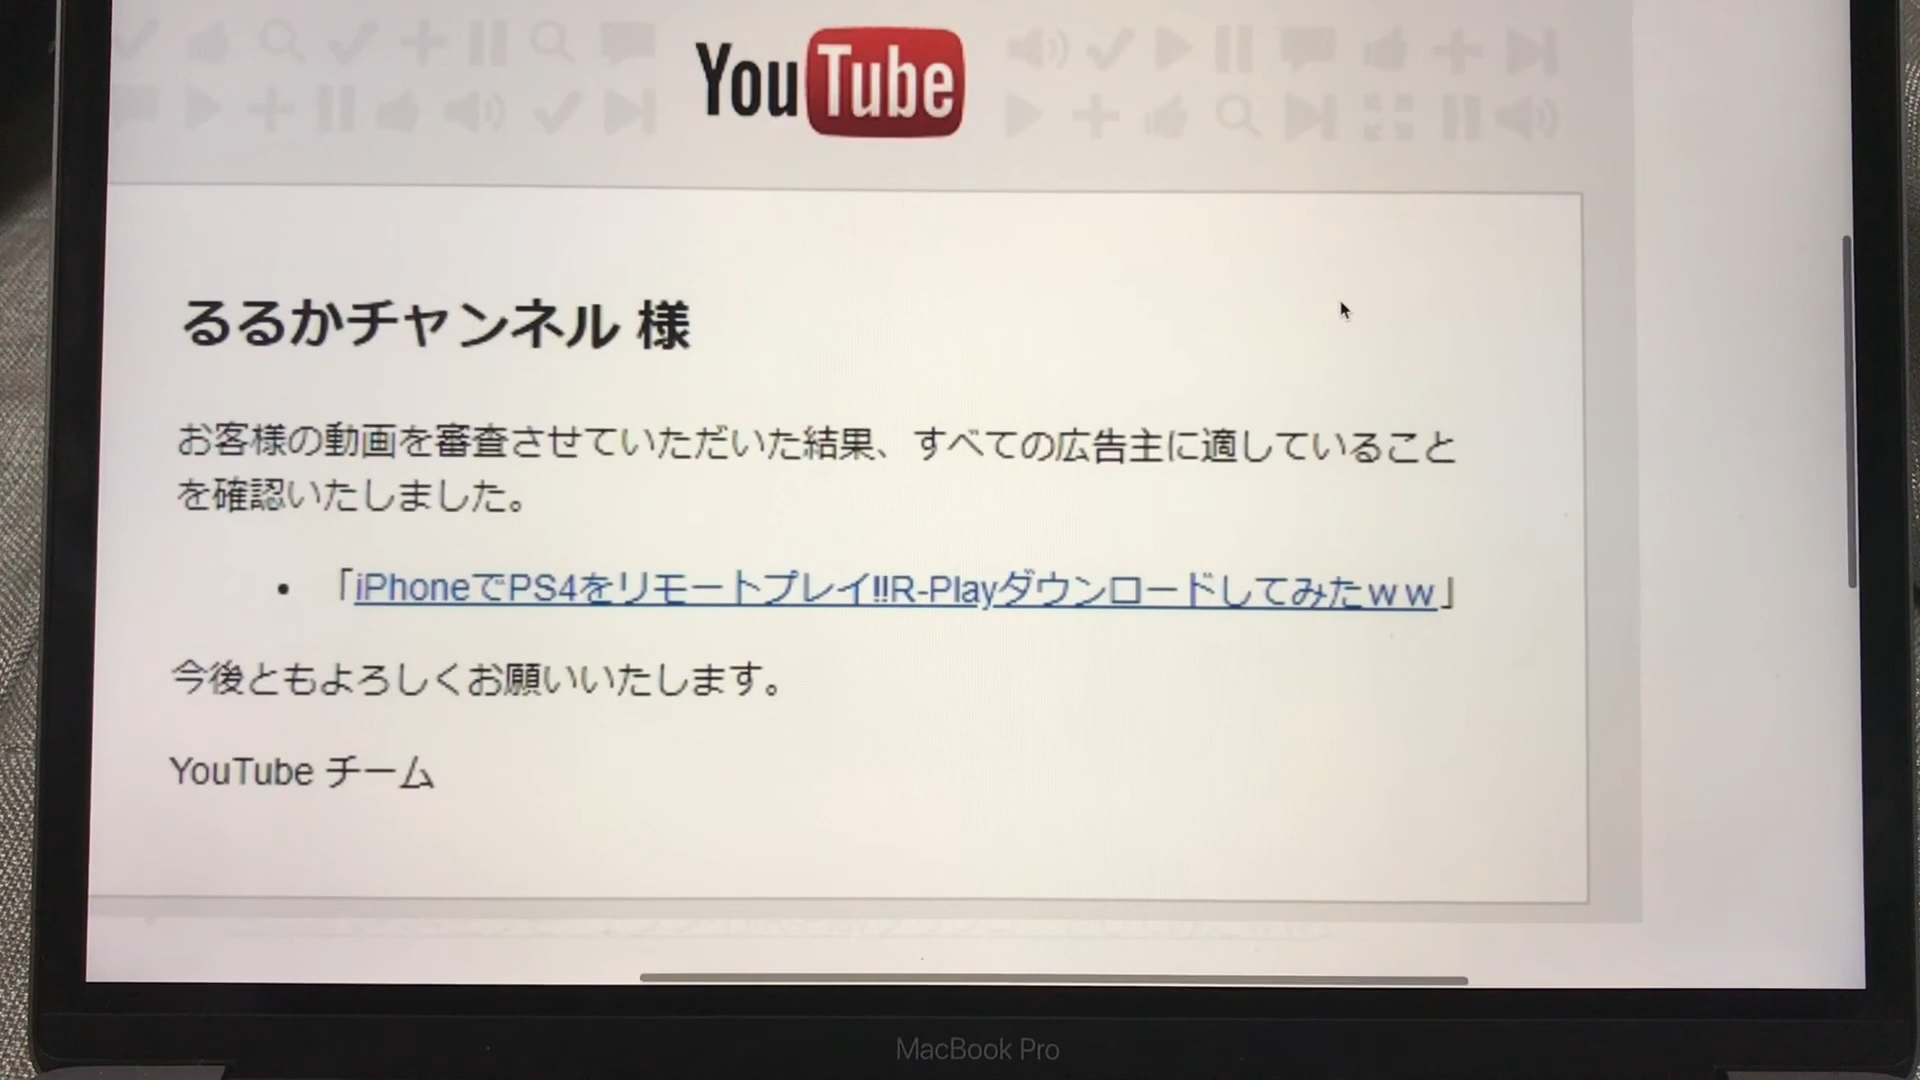 YouTube
るるかチャンネル 様
お客様の動画を審査させていただいた結果、すべての広告主に適していること
を確認いたしました。
• 「iPhoneでPS4をリモートプレイ!!R-Playダウンロードしてみたｗｗ」
今後ともよろしくお願いいたします。
YouTube チーム
MacBook Pro